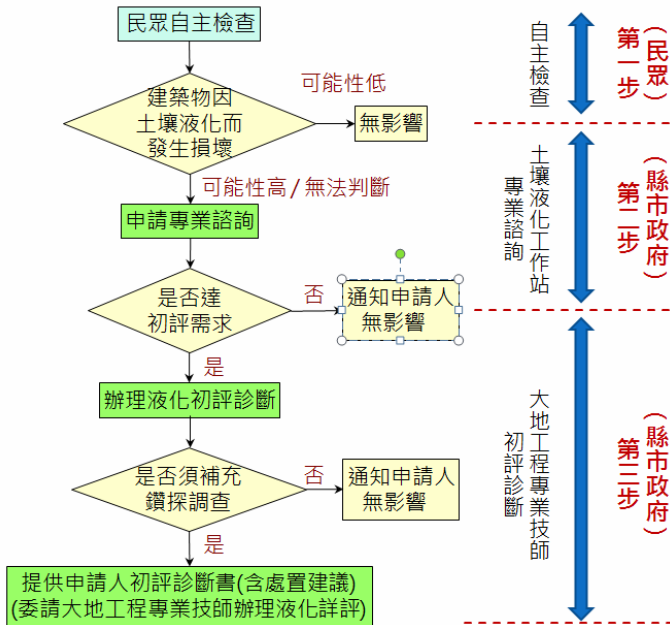 民眾自主檢查
可能性低
建築物因
土壤液化而
發生損壞
無影響
可能性高/無法判斷
申請專業諮詢
是否達
初評需求
否
通知申請人
無影響
是
辦理液化初評診斷
是否須補充
鑽探調查
否
通知申請人
無影響
是
提供申請人初評診斷書(含處置建議)
(委請大地工程專業技師辦理液化詳評)
(民眾)
第一步
自主檢查
(縣市政府)
第二步
土壤液化工作站
專業諮詢
(縣市政府)
第三步
大地工程專業技師
初評診斷